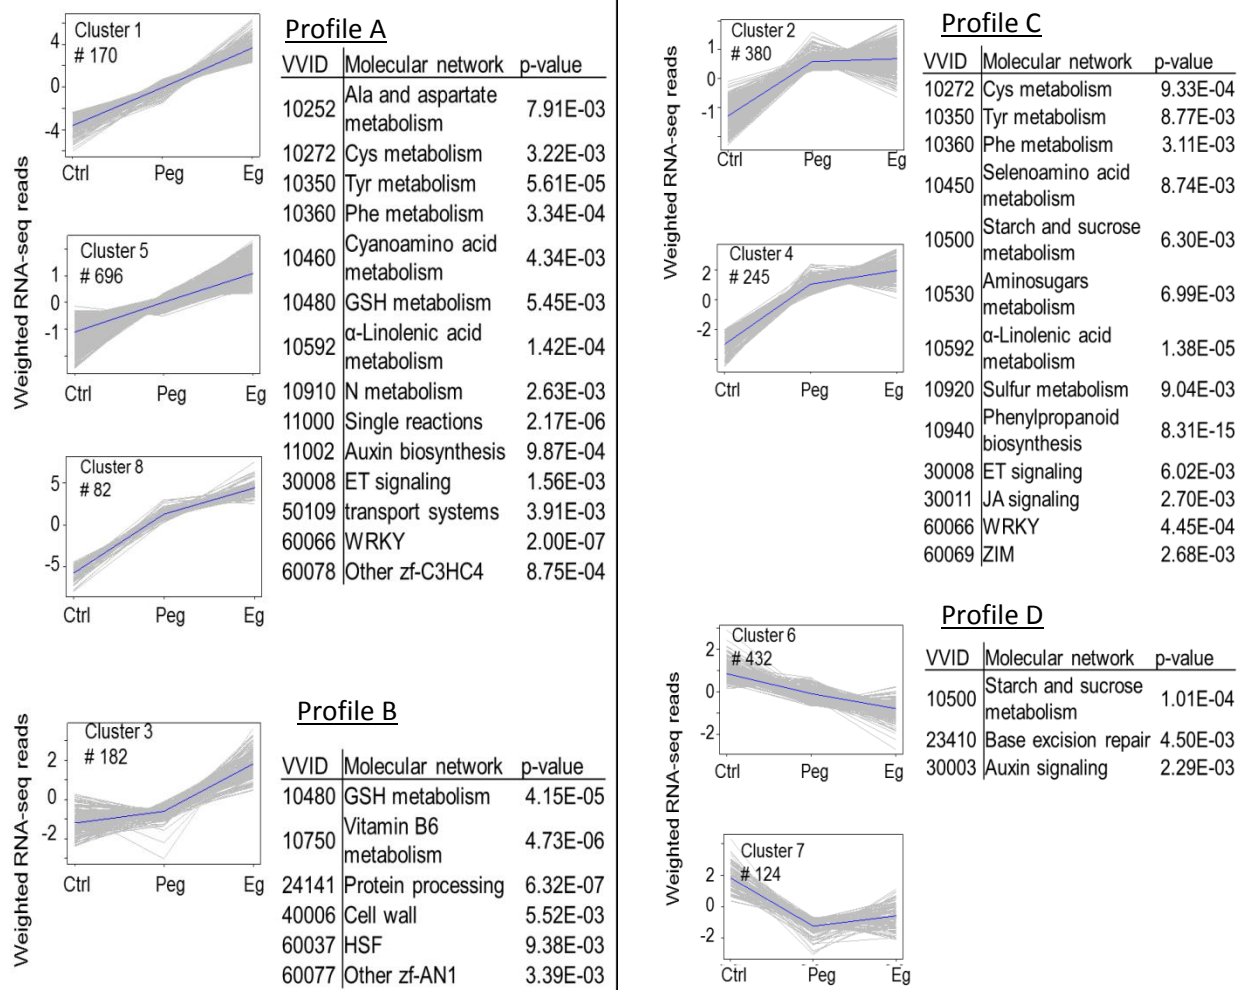 Profile A
Weighted RNA-seq reads
Cluster 1
# 170
4
2
0
-4
Ctrl Peg Eg
Cluster 5
# 696
1
0
-1
Ctrl Peg Eg
Cluster 8
# 82
5
0
-5
Ctrl Peg Eg
VVID Molecular network p-value
10252 Ala and aspartate metabolism 7.91E-03
10272 Cys metabolism 3.22E-03
10350 Tyr metabolism 5.61E-05
10360 Phe metabolism 3.34E-04
10460 Cyanoamino acid metabolism 4.34E-03
10480 GSH metabolism 5.45E-03
10592 α-Linolenic acid metabolism 1.42E-04
10910 N metabolism 2.63E-03
11000 Single reactions 2.17E-06
11002 Auxin biosynthesis 9.87E-04
30008 ET signaling 1.56E-03
50109 transport systems 3.91E-03
60066 WRKY 2.00E-07
60078 Other zf-C3HC4 8.75E-04
Profile B
Weighted RNA-seq reads
Cluster 3
# 182
2
0
-2
Ctrl Peg Eg
VVID Molecular network p-value
10480 GSH metabolism 4.15E-05
10750 Vitamin B6 metabolism 4.73E-06
24141 Protein processing 6.32E-07
40006 Cell wall 5.52E-03
60037 HSF 9.38E-03
60077 Other zf-AN1 3.39E-03
Profile C
Weighted RNA-seq reads
Cluster 2
# 380
1
0
-1
Ctrl Peg Eg
Cluster 4
# 245
2
0
-2
Ctrl Peg Eg
VVID Molecular network p-value
10272 Cys metabolism 9.33E-04
10350 Tyr metabolism 8.77E-03
10360 Phe metabolism 3.11E-03
10450 Selenoamino acid metabolism 8.74E-03
10500 Starch and sucrose metabolism 6.30E-03
10530 Aminosugars metabolism 6.99E-03
10592 α-Linolenic acid metabolism 1.38E-05
10920 Sulfur metabolism 9.04E-03
10940 Phenylpropanoid biosynthesis 8.31E-15
30008 ET signaling 6.02E-03
30011 JA signaling 2.70E-03
60066 WRKY 4.45E-04
60069 ZIM 2.68E-03
Profile D
Weighted RNA-seq reads
Cluster 6
# 432
2
0
-2
Ctrl Peg Eg
Cluster 7
# 124
2
0
-2
Ctrl Peg Eg
VVID Molecular network p-value
10500 Starch and sucrose metabolism 1.01E-04
23410 Base excision repair 4.50E-03
30003 Auxin signaling 2.29E-03